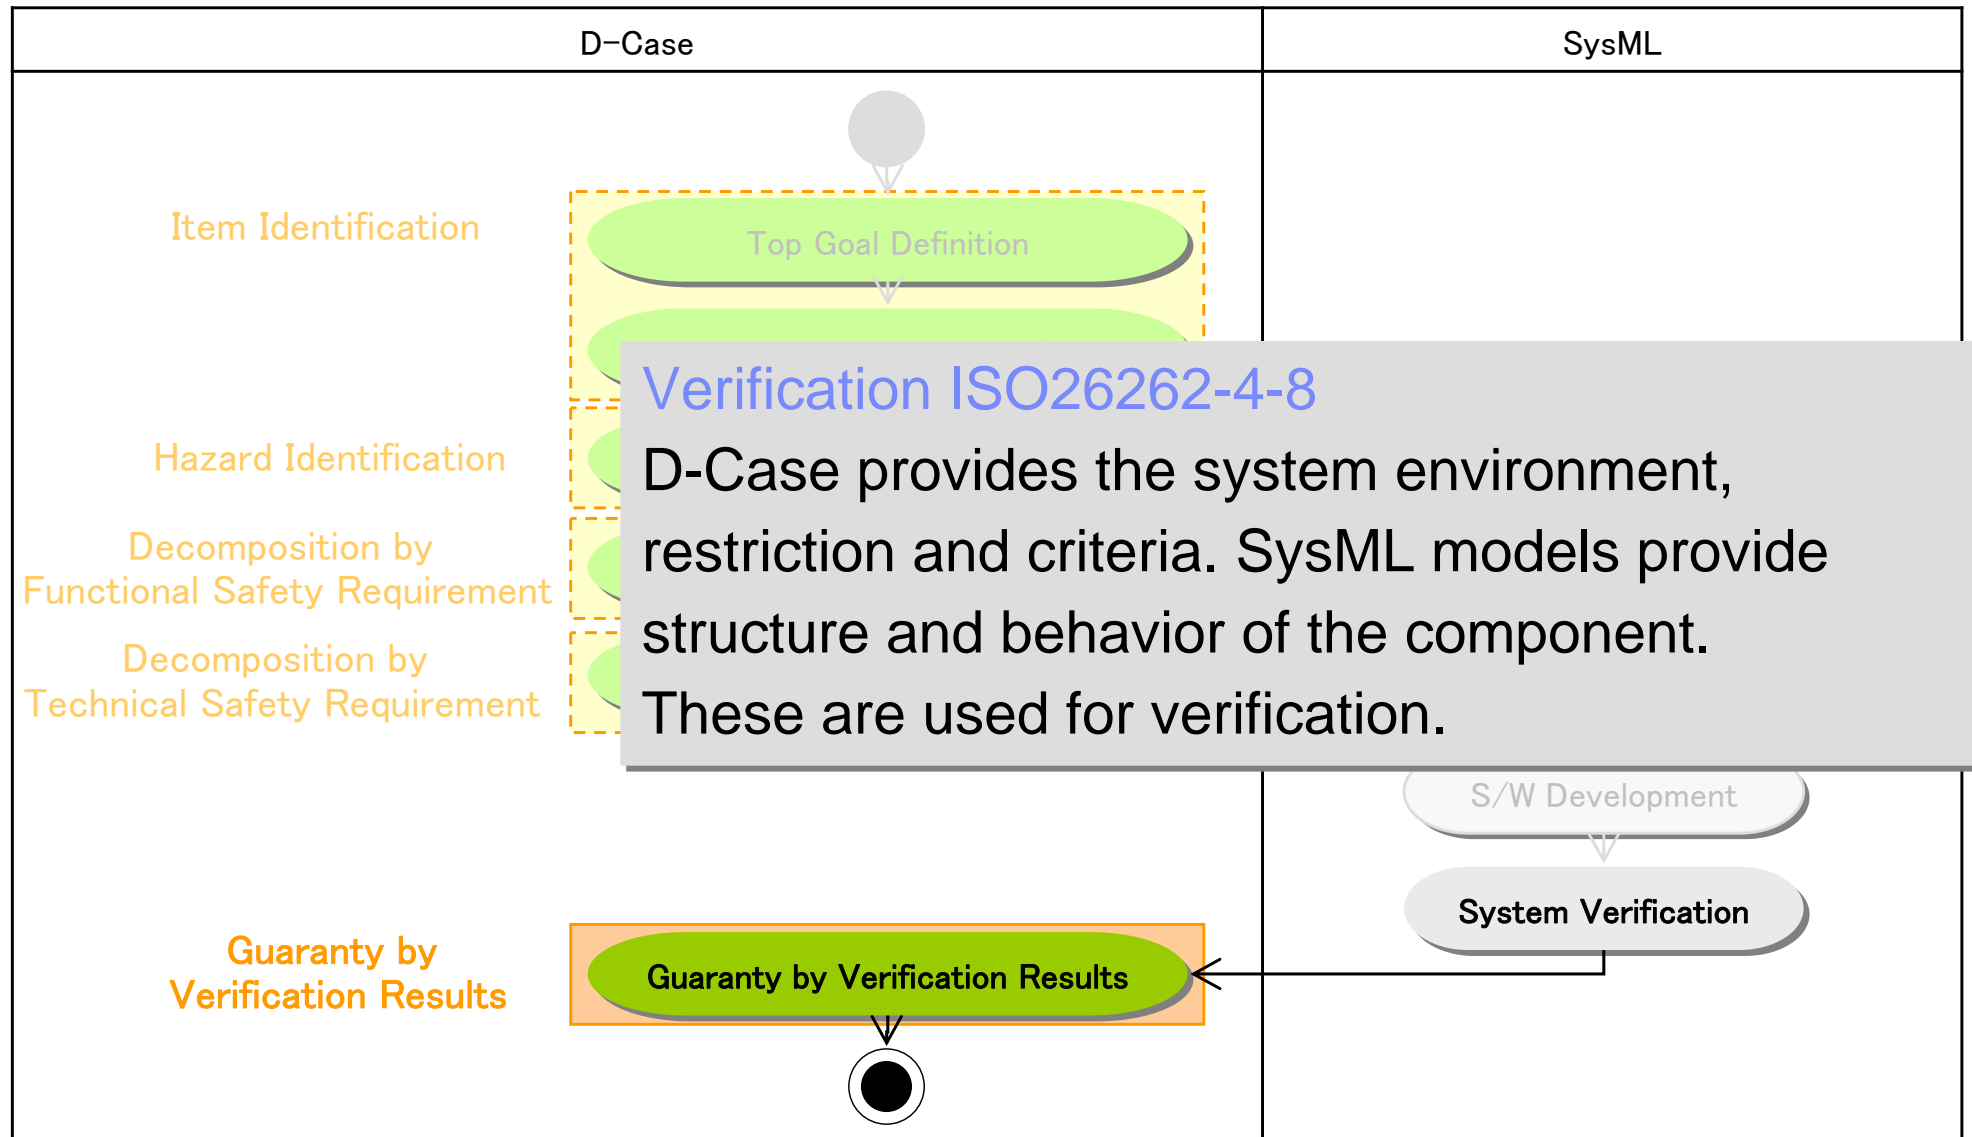 D-Case
SysML
Item Identification
Top Goal Definition
Verification ISO26262-4-8
D-Case provides the system environment,
restriction and criteria. SysML models provide
structure and behavior of the component.
These are used for verification.
Hazard Identification
Decomposition by
Functional Safety Requirement
Decomposition by
Technical Safety Requirement
S/W Development
System Verification
Guaranty by
Verification Results
Guaranty by Verification Results